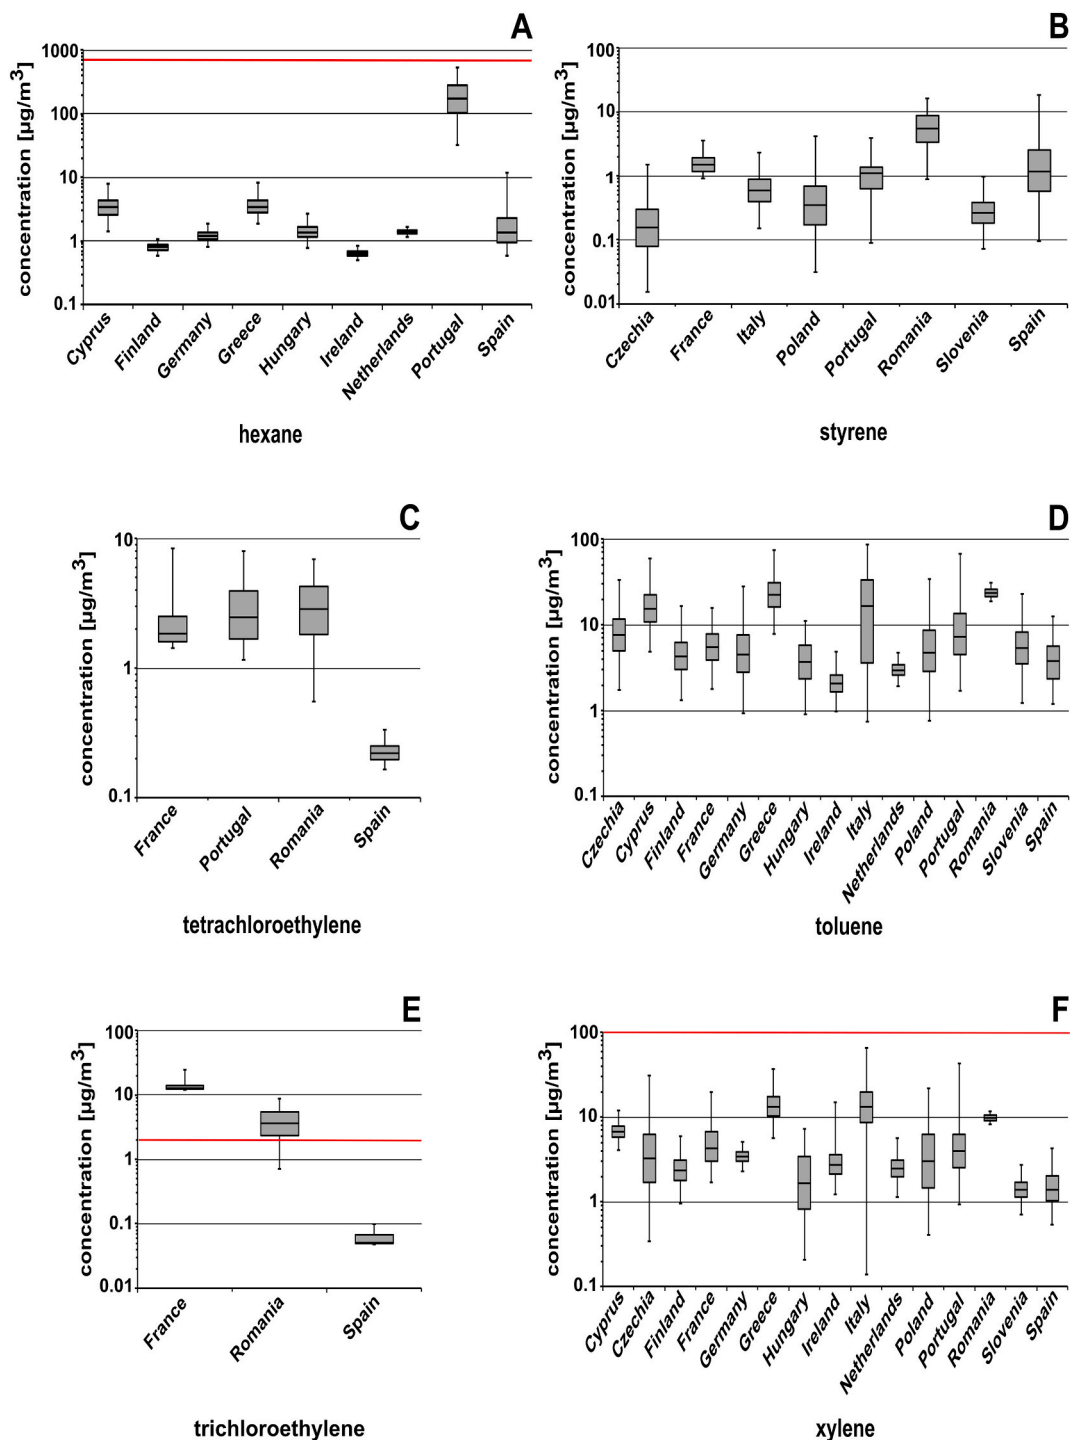 A
concentration [µg/m³]
1000
100
10
1
0.1
Cyprus
Finland
Germany
Greece
Hungary
Ireland
Netherlands
Portugal
Spain
hexane
B
concentration [µg/m³]
100
10
1
0.1
0.01
Czechia
France
Italy
Poland
Portugal
Romania
Slovenia
Spain
styrene
C
concentration [µg/m³]
10
1
0.1
France
Portugal
Romania
Spain
tetrachloroethylene
D
concentration [µg/m³]
100
10
1
0.1
Czechia
Cyprus
Finland
France
Germany
Greece
Hungary
Ireland
Italy
Netherlands
Poland
Portugal
Romania
Slovenia
Spain
toluene
E
concentration [µg/m³]
100
10
1
0.1
0.01
France
Romania
Spain
trichloroethylene
F
concentration [µg/m³]
100
10
1
0.1
Cyprus
Czechia
Finland
France
Germany
Greece
Hungary
Ireland
Italy
Netherlands
Poland
Portugal
Romania
Slovenia
Spain
xylene